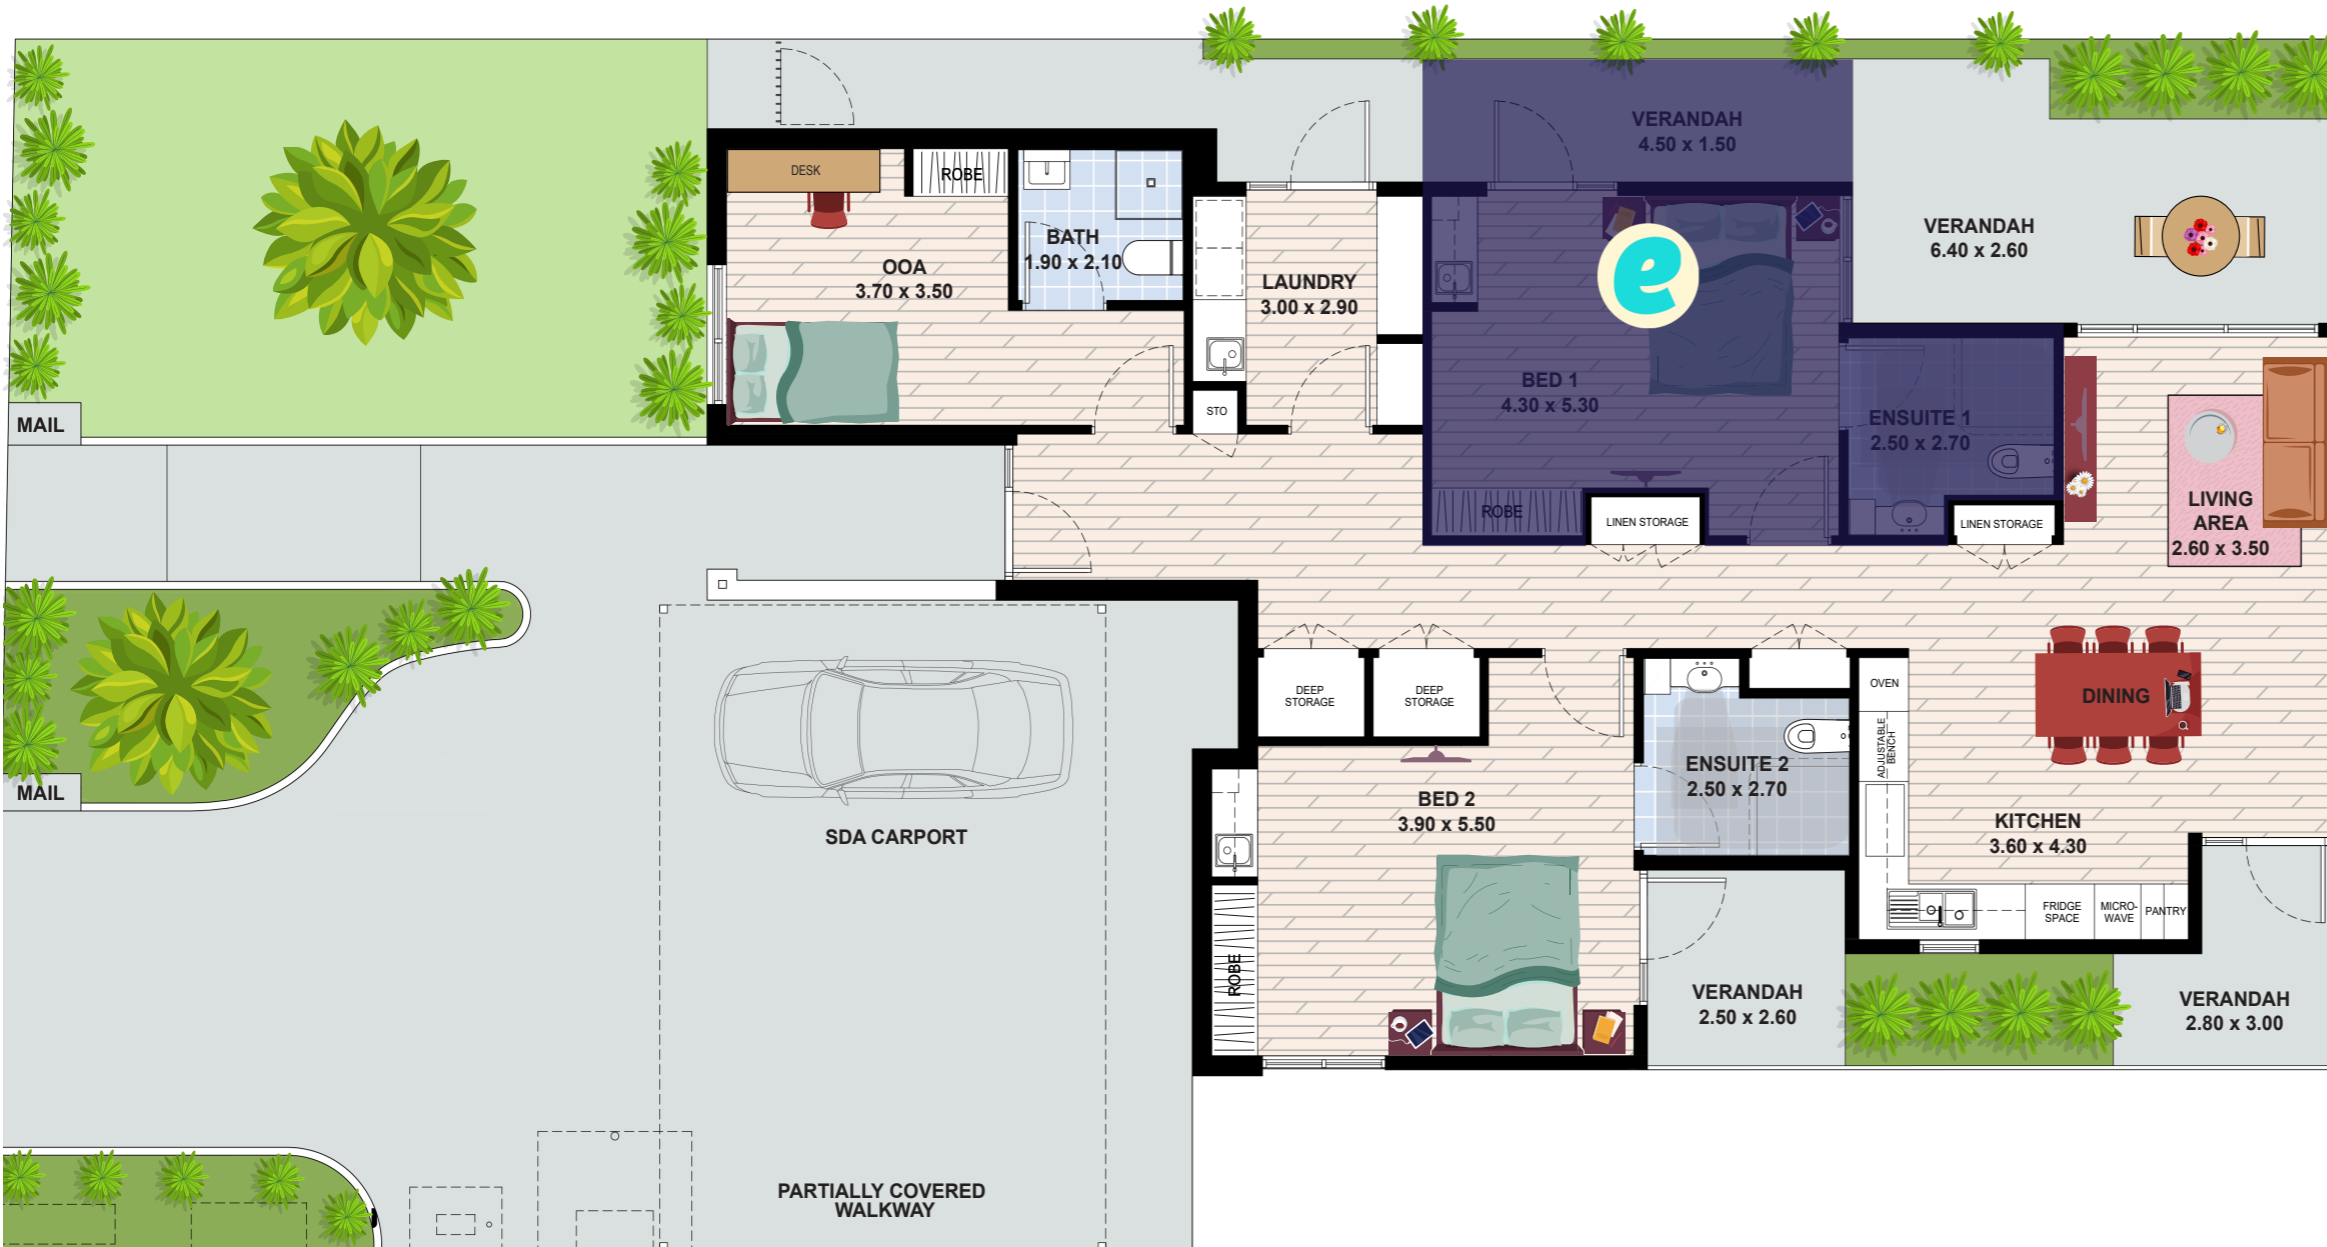 VERANDAH
4.50 x 1.50
DESK
ROBE
BATH
1.90 x 2.10
OOA
3.70 x 3.50
LAUNDRY
3.00 x 2.90
e
VERANDAH
6.40 x 2.60
BED 1
4.30 x 5.30
STO
ENSUITE 1
2.50 x 2.70
MAIL
ROBE
LINEN STORAGE
LINEN STORAGE
LIVING
AREA
2.60 x 3.50
DEEP
STORAGE
DEEP
STORAGE
OVEN
ADJUSTABLE
BENCH
DINING
ENSUITE 2
2.50 x 2.70
MAIL
BED 2
3.90 x 5.50
SDA CARPORT
KITCHEN
3.60 x 4.30
FRIDGE
SPACE
MICRO-
WAVE
PANTRY
ROBE
VERANDAH
2.50 x 2.60
VERANDAH
2.80 x 3.00
PARTIALLY COVERED
WALKWAY